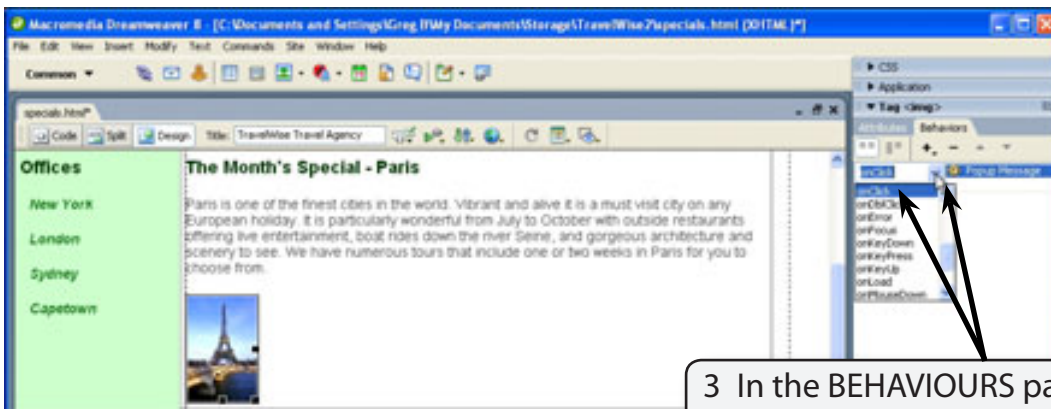 Macromedia Dreamweaver 8 - [C:\Documents and Settings\Greg II\My Documents\Storage\TravelWise2\specials.html (XHTML)*]
File Edit View Insert Modify Text Commands Site Window Help
Common
CSS
Application
Tag <img>
specials.html*
Attributes Behaviors
Code Split Design Title: TravelWise Travel Agency
onClick Popup Message
Offices
The Month's Special - Paris
onClick
onDblClick
onError
onFocus
onKeyDown
onKeyPress
onKeyUp
onLoad
onMouseDown
New York
London
Sydney
Capetown
Paris is one of the finest cities in the world. Vibrant and alive it is a must visit city on any
European holiday. It is particularly wonderful from July to October with outside restaurants
offering live entertainment, boat rides down the river Seine, and gorgeous architecture and
scenery to see. We have numerous tours that include one or two weeks in Paris for you to
choose from.
3 In the BEHAVIOURS pa